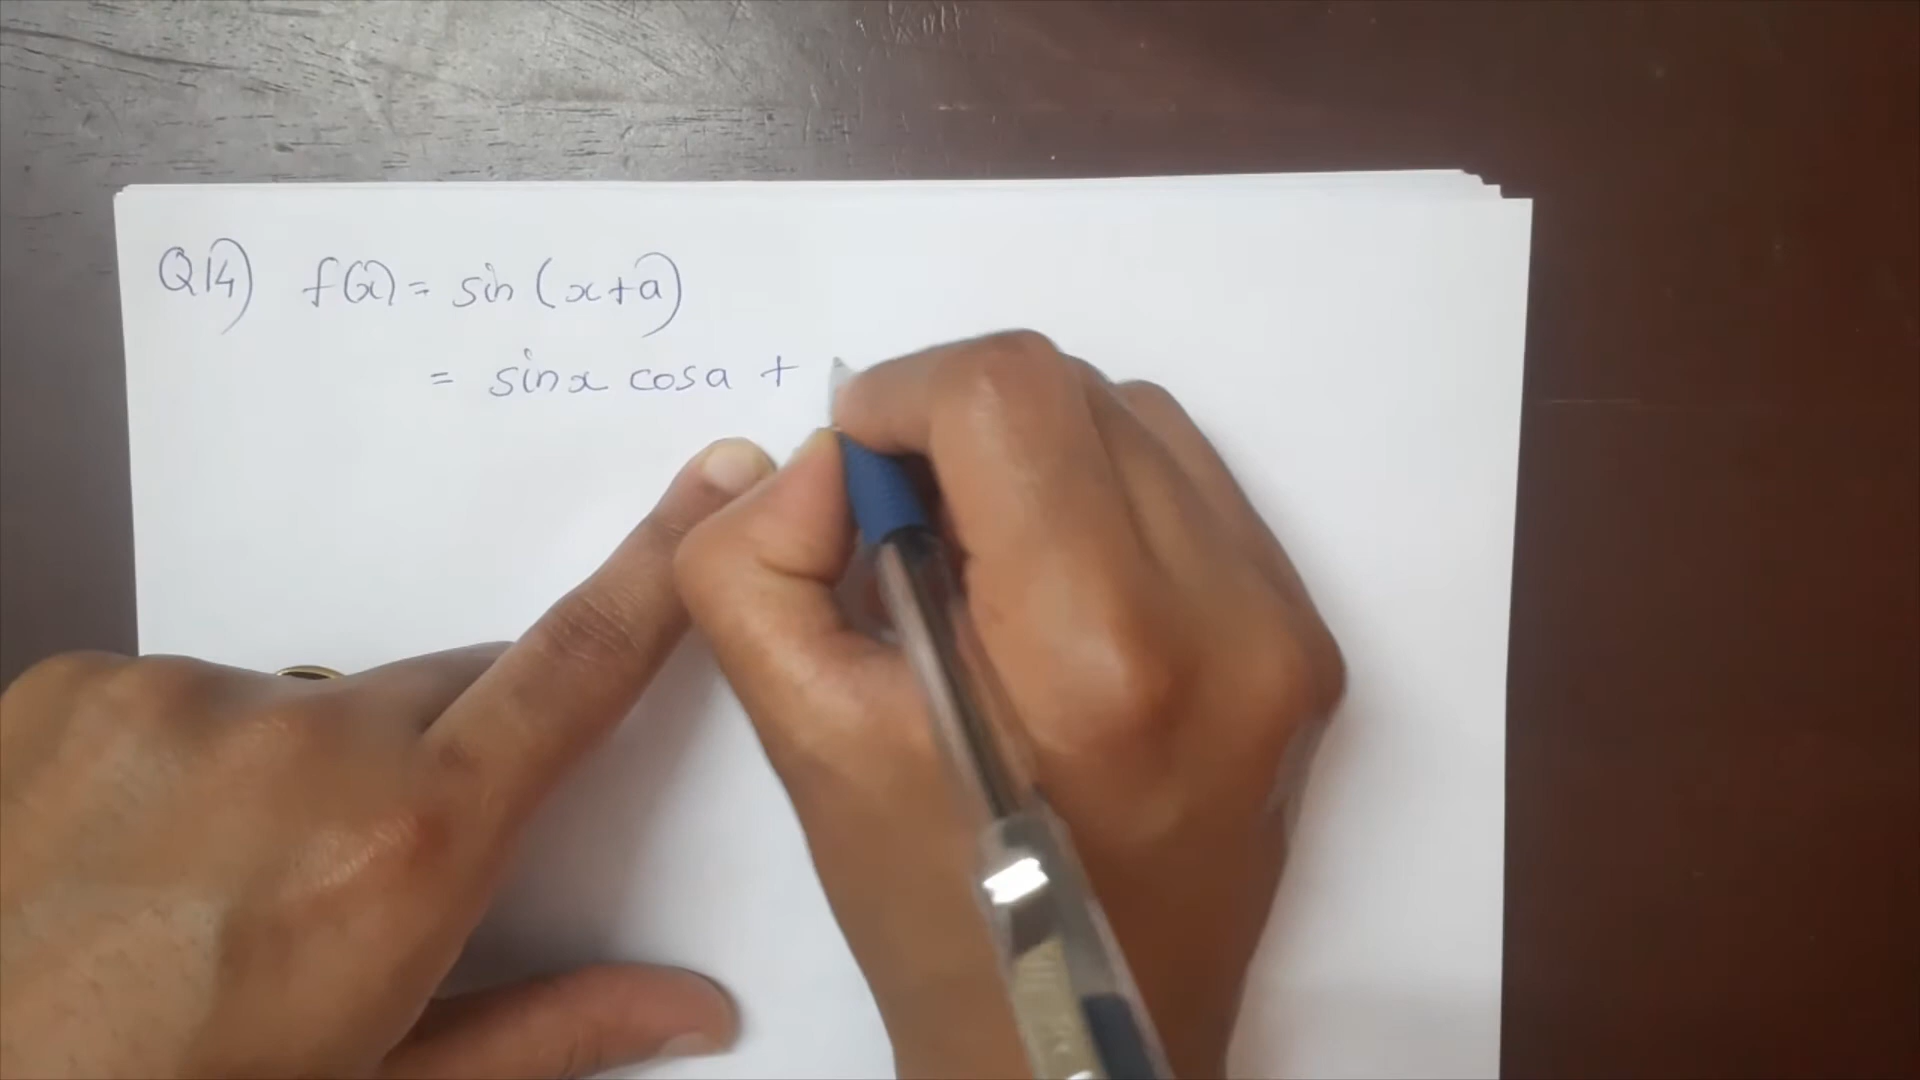 Q14) f(x) = sin (x+a)
= sinx cosa +